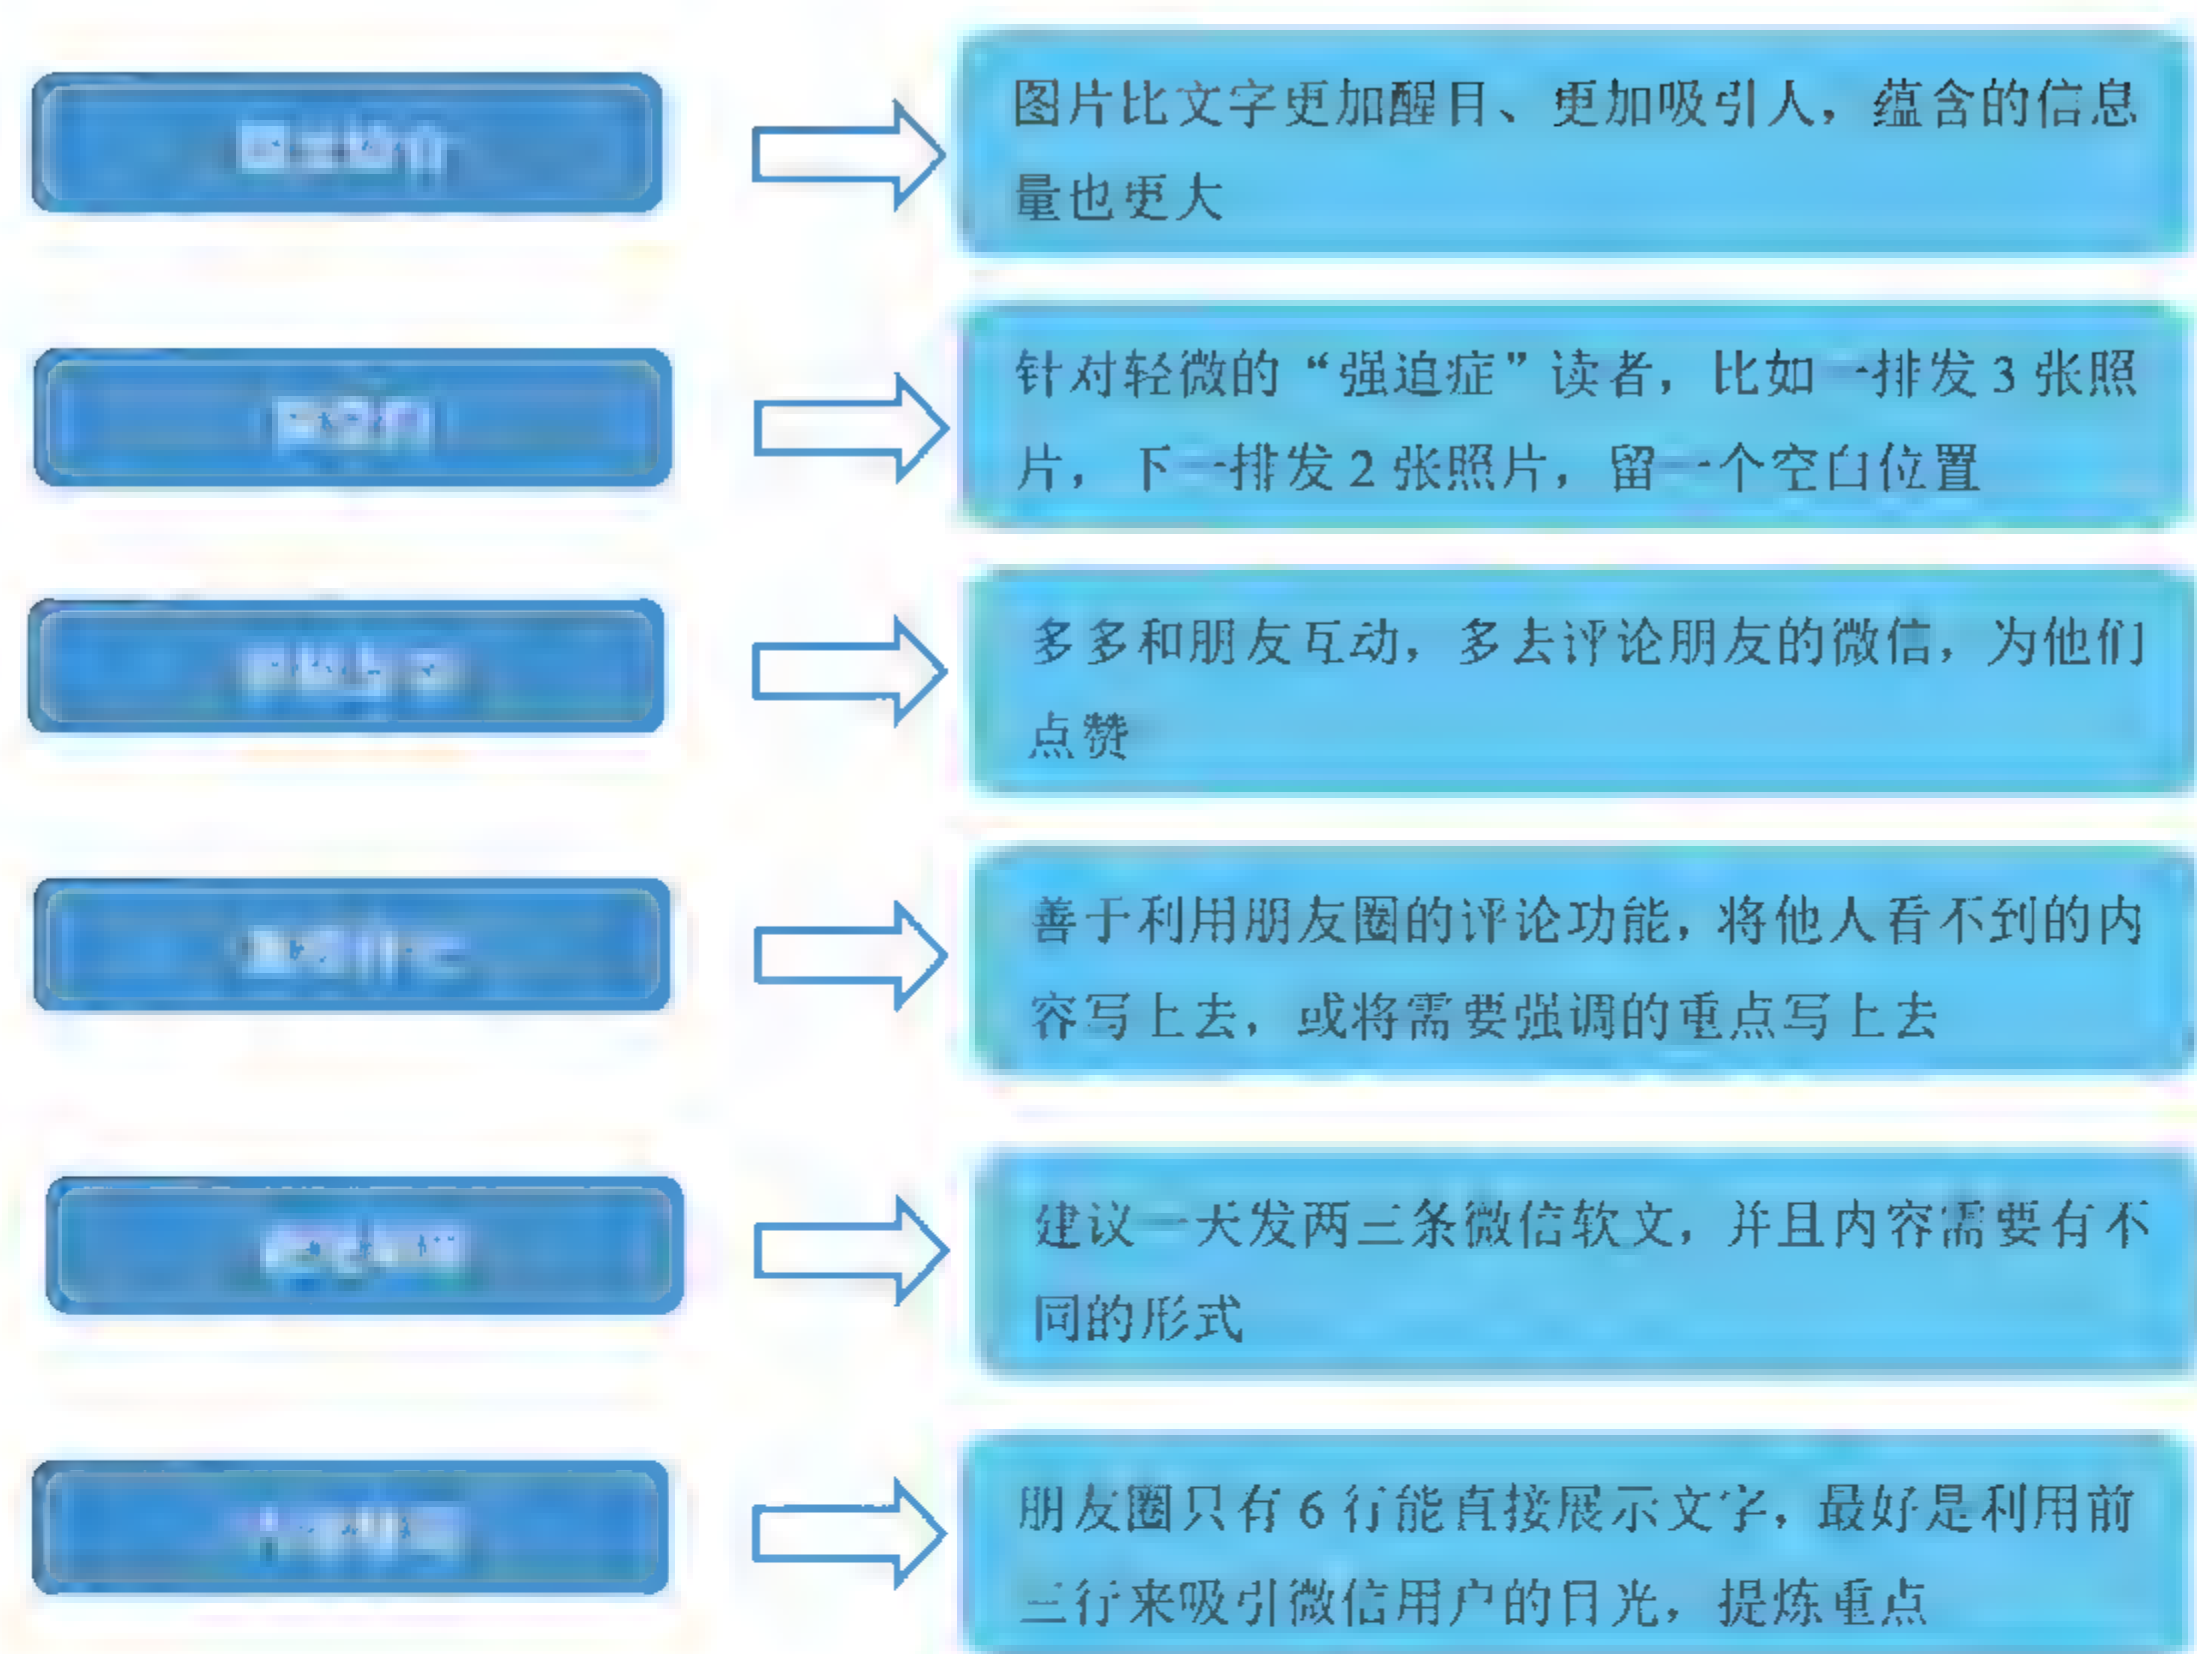 图片比文字更加醒目、更加吸引人，蕴含的信息
量也更大
针对轻微的“强迫症”读者，比如一排发3张照
片，下一排发2张照片，留一个空白位置
多多和朋友互动，多去评论朋友的微信，为他们
点赞
善于利用朋友圈的评论功能，将他人看不到的内
容写上去，或将需要强调的重点写上去
建议一天发两三条微信软文，并且内容需要有不
同的形式
朋友圈只有6行能直接展示文字，最好是利用前
三行来吸引微信用户的目光，提炼重点